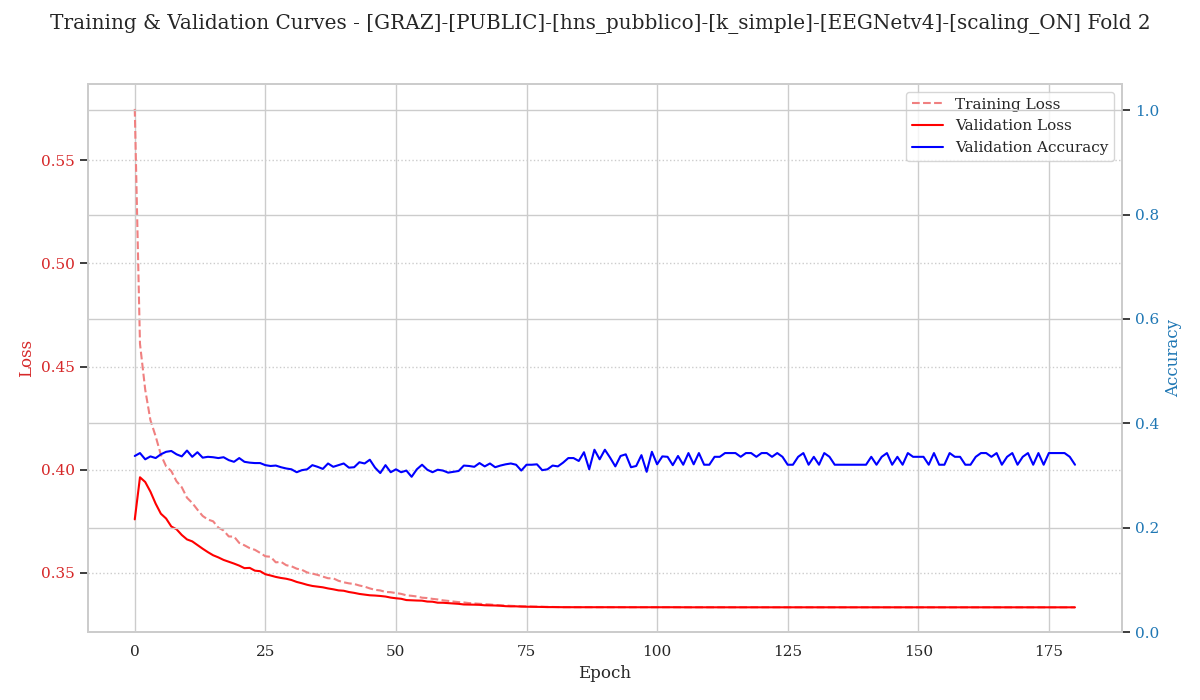 Training & Validation Curves - [GRAZ]-[PUBLIC]-[hns_pubblico]-[k_simple]-[EEGNetv4]-[scaling_ON] Fold 2
Training Loss
Validation Loss
Validation Accuracy
Loss
0.55
0.50
0.45
0.40
0.35
1.0
0.8
0.6
0.4
0.2
0.0
Accuracy
0 25 50 75 100 125 150 175
Epoch